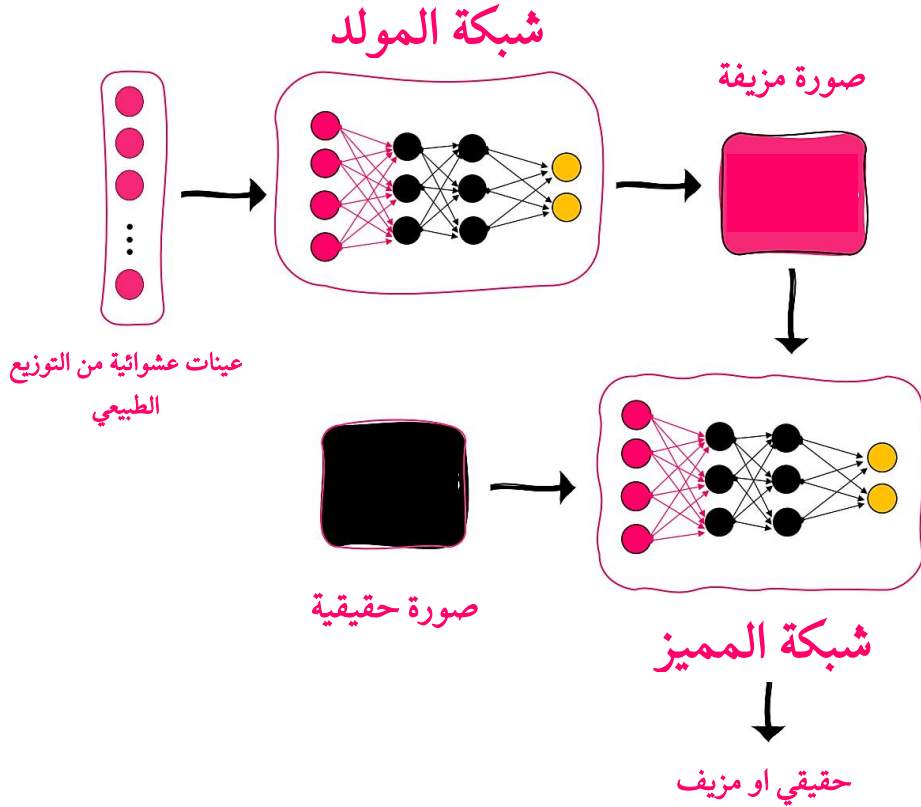 شبكة المولد
صورة مزيفة
عينات عشوائية من التوزيع
الطبيعي
صورة حقيقية
شبكة المميز
حقيقي او مزيف